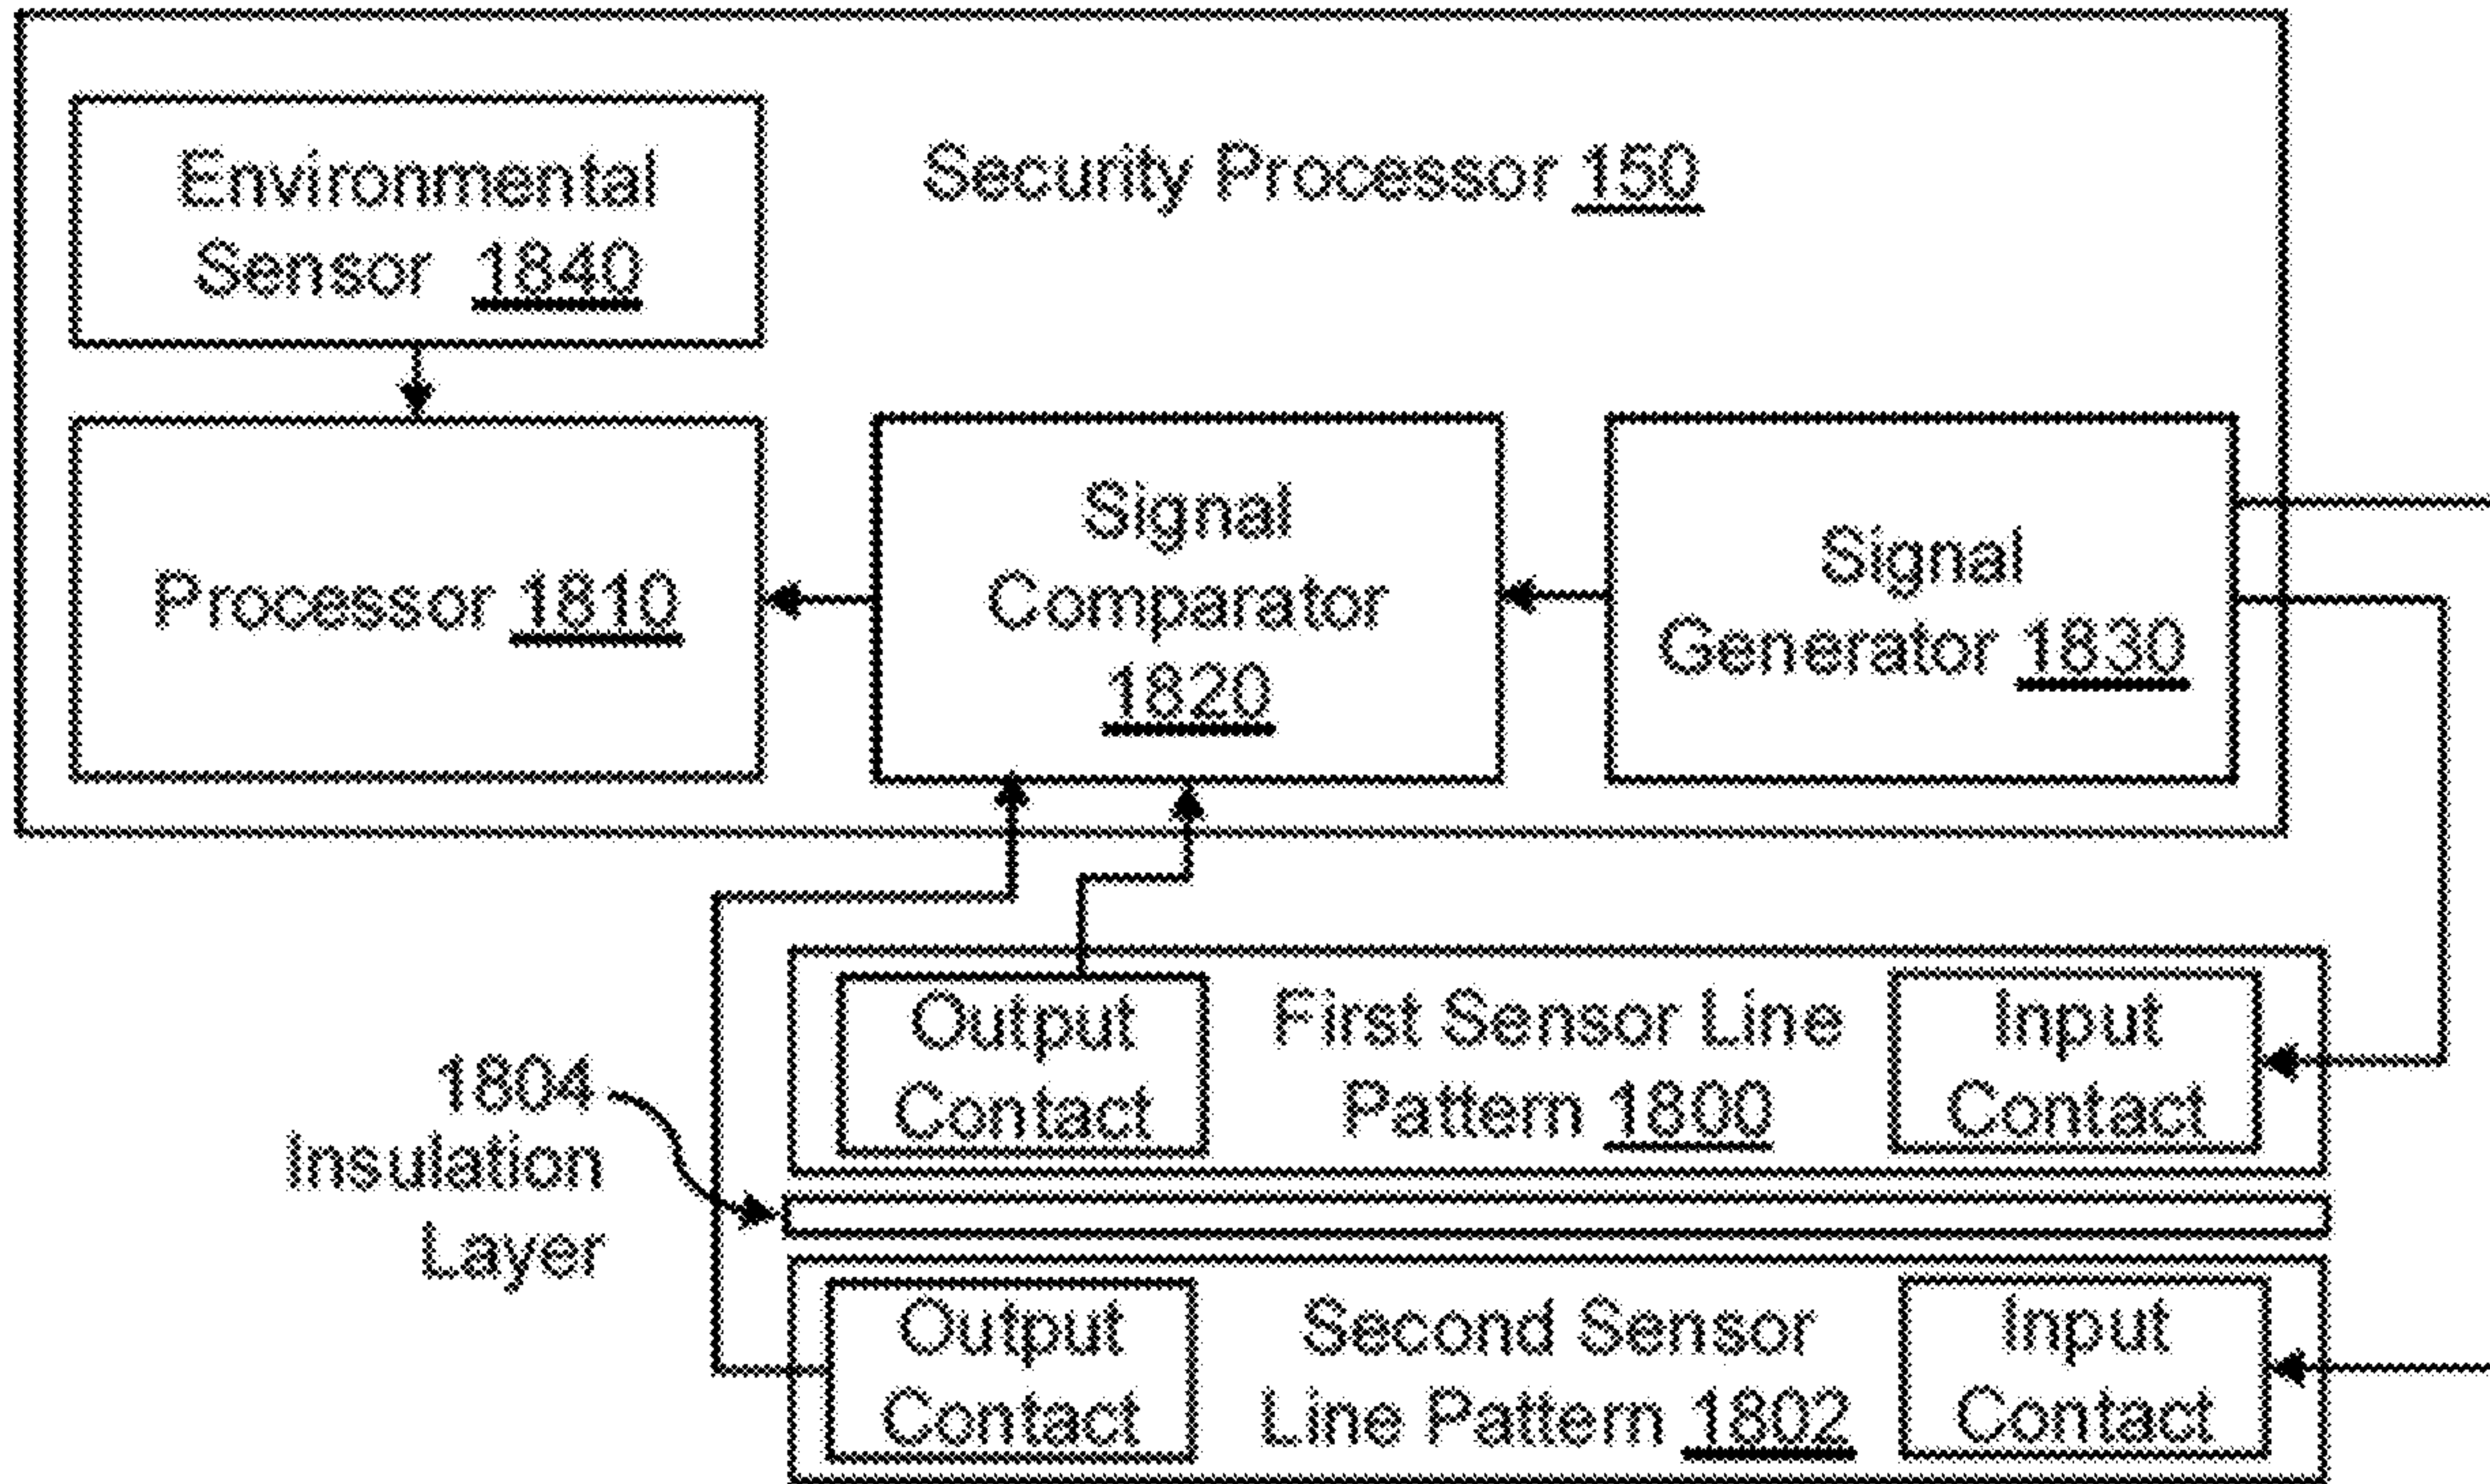 Environmental
Sensor 1840
Security Processor 150
Processor 1810
Signal
Comparator
1820
Signal
Generator 1830
1804
Insulation
Layer
Output
Contact
First Sensor Line
Pattern 1800
Input
Contact
Output
Contact
Second Sensor
Line Pattern 1802
Input
Contact